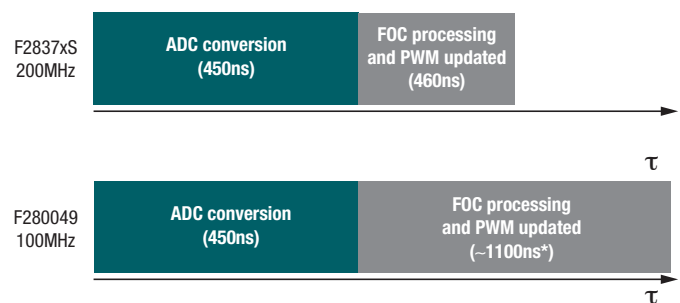 F2837xS
200MHz
ADC conversion
(450ns)
FOC processing
and PWM updated
(460ns)
τ
F280049
100MHz
ADC conversion
(450ns)
FOC processing
and PWM updated
(~1100ns*)
τ